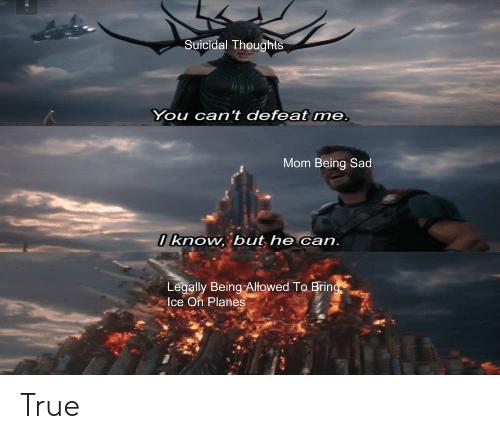 Suicidal Thoughts
You can't defeat me.
Mom Being Sad
I know, but he can.
Legally Being Allowed To Bring
Ice On Planes
True